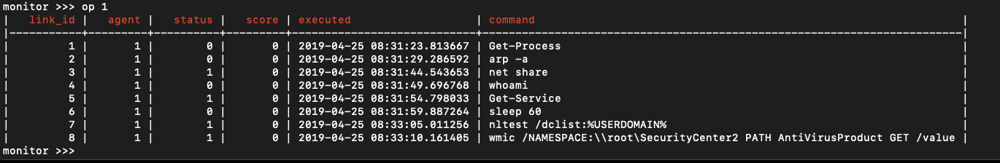 monitor >>> op 1
|   link_id |   agent |   status |   score | executed                   | command                                                                  |
|-----------+---------+----------+---------+----------------------------+--------------------------------------------------------------------------|
|         1 |       1 |        0 |       0 | 2019-04-25 08:31:23.813667 | Get-Process                                                              |
|         2 |       1 |        0 |       0 | 2019-04-25 08:31:29.286592 | arp -a                                                                   |
|         3 |       1 |        1 |       0 | 2019-04-25 08:31:44.543653 | net share                                                                |
|         4 |       1 |        0 |       0 | 2019-04-25 08:31:49.696768 | whoami                                                                   |
|         5 |       1 |        1 |       0 | 2019-04-25 08:31:54.798033 | Get-Service                                                              |
|         6 |       1 |        0 |       0 | 2019-04-25 08:31:59.887264 | sleep 60                                                                 |
|         7 |       1 |        1 |       0 | 2019-04-25 08:33:05.011256 | nltest /dclist:%USERDOMAIN%                                              |
|         8 |       1 |        1 |       0 | 2019-04-25 08:33:10.161405 | wmic /NAMESPACE:\\root\SecurityCenter2 PATH AntiVirusProduct GET /value |
monitor >>>